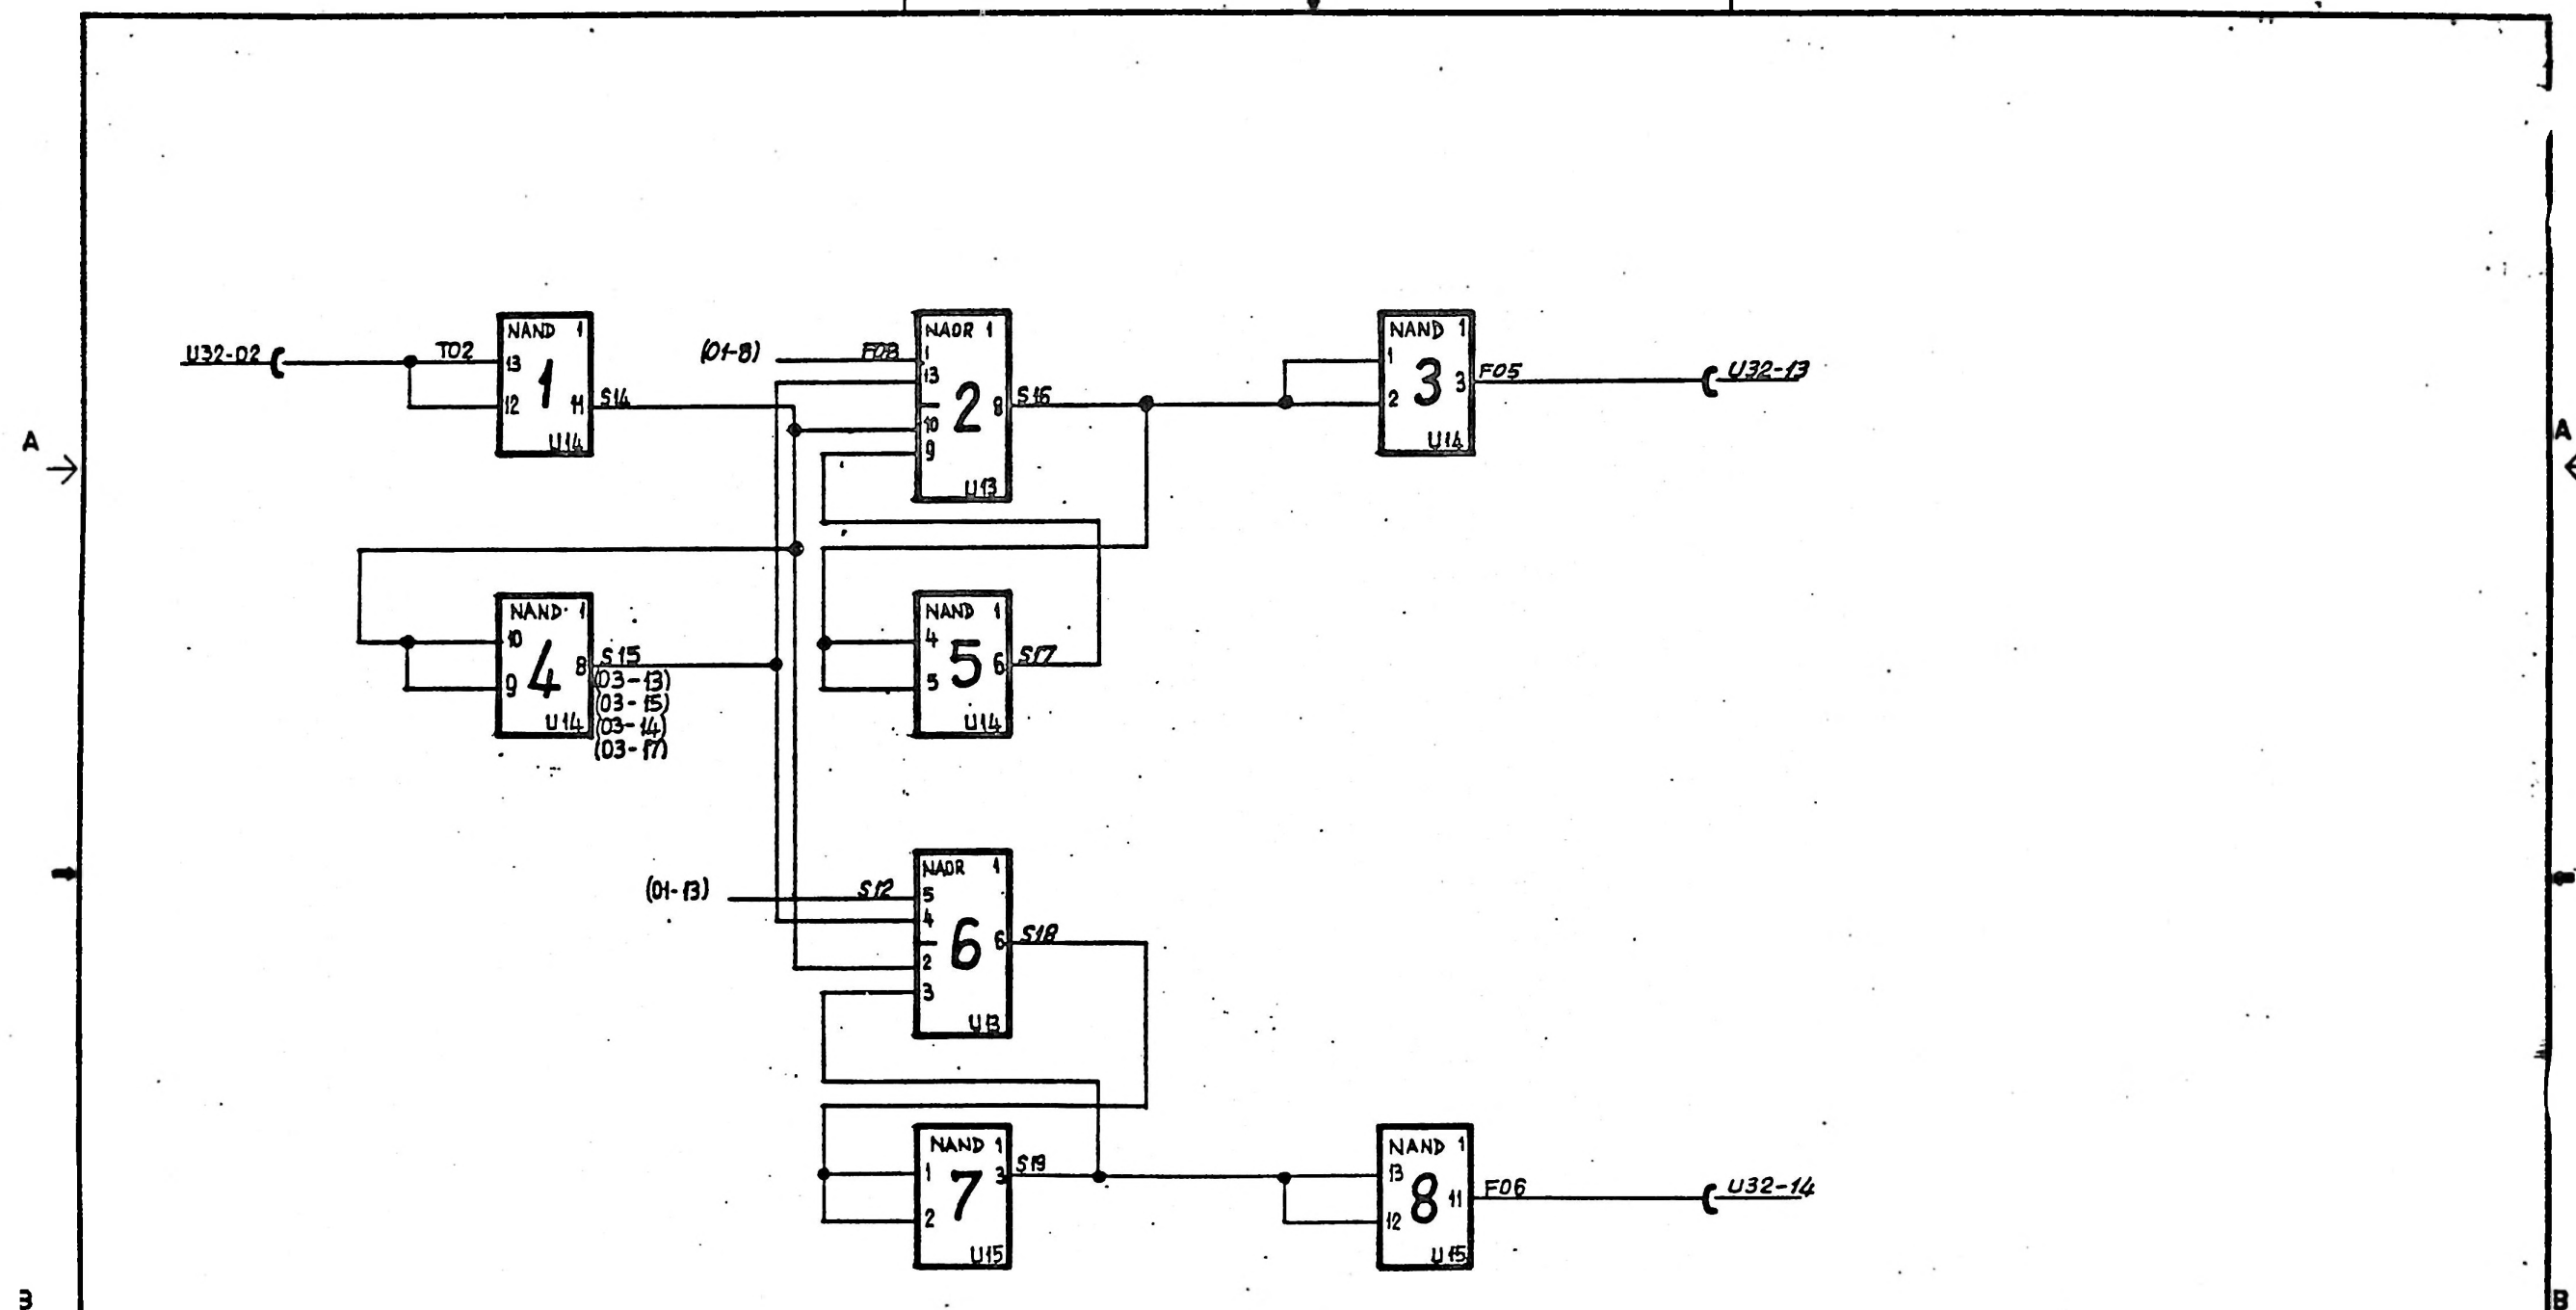 NAND 1
U32-02
T02
13
12
1
11
S14
U14
(01-8)
F08
NAOR 1
1
13
10
9
2
8
S16
U13
NAND 1
1
2
3
3
F05
U32-13
U14
A
A
NAND 1
10
9
4
8
S15
(03-13)
(03-15)
(03-14)
(03-17)
U14
NAND 1
4
5
5
6
S17
U14
(01-13)
S12
NAOR 1
5
4
2
3
6
6
S18
U13
NAND 1
1
2
7
3
S19
U15
NAND 1
13
12
8
11
F06
U32-14
U15
B
B